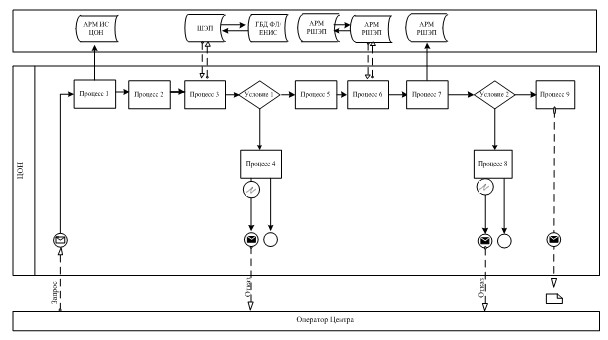 АРМ ИС
ЦОН
ШЭП
ГБД ФЛ/
ЕНИС
АРМ
РШЭП
АРМ
РШЭП
АРМ
РШЭП
ЦОН
Процесс 1
Процесс 2
Процесс 3
Условие 1
Процесс 5
Процесс 6
Процесс 7
Условие 2
Процесс 9
Процесс 4
Процесс 8
Запрос
Отказ
Отказ
Оператор Центра